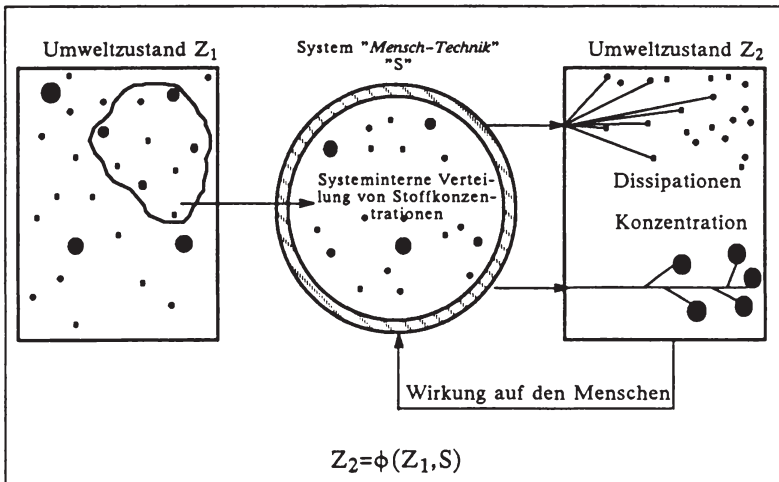 Umweltzustand Z₁
System "Mensch-Technik"
"S"
Umweltzustand Z₂
Systeminterne Vertei-
lung von Stoffkonzen-
trationen
Dissipationen
Konzentration
Wirkung auf den Menschen
Z₂=ϕ(Z₁,S)